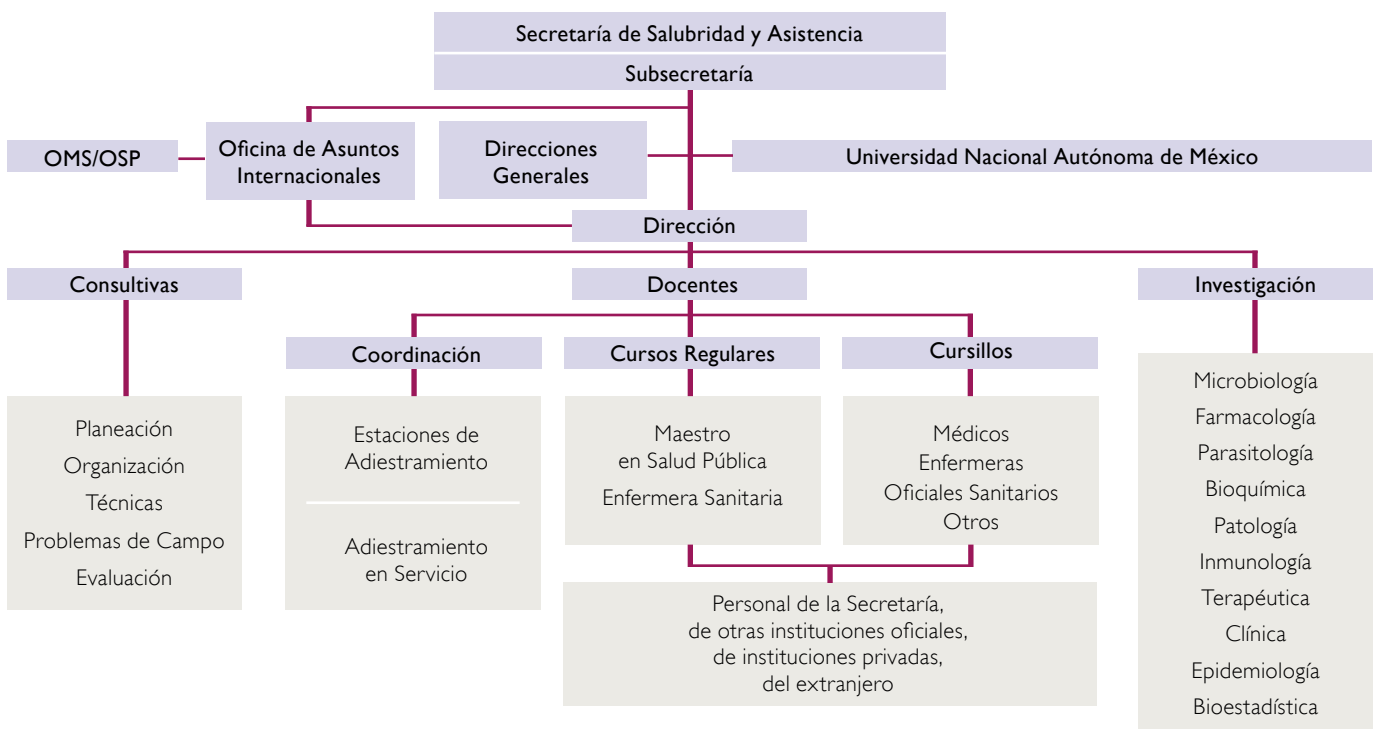 Secretaría de Salubridad y Asistencia
Subsecretaría
OMS/OSP
Oficina de Asuntos
Internacionales
Direcciones
Generales
Universidad Nacional Autónoma de México
Dirección
Consultivas
Docentes
Investigación
Coordinación
Cursos Regulares
Cursillos
Planeación
Organización
Técnicas
Problemas de Campo
Evaluación
Estaciones de
Adiestramiento
Adiestramiento
en Servicio
Maestro
en Salud Pública
Enfermera Sanitaria
Médicos
Enfermeras
Oficiales Sanitarios
Otros
Personal de la Secretaría,
de otras instituciones oficiales,
de instituciones privadas,
del extranjero
Microbiología
Farmacología
Parasitología
Bioquímica
Patología
Inmunología
Terapéutica
Clínica
Epidemiología
Bioestadística